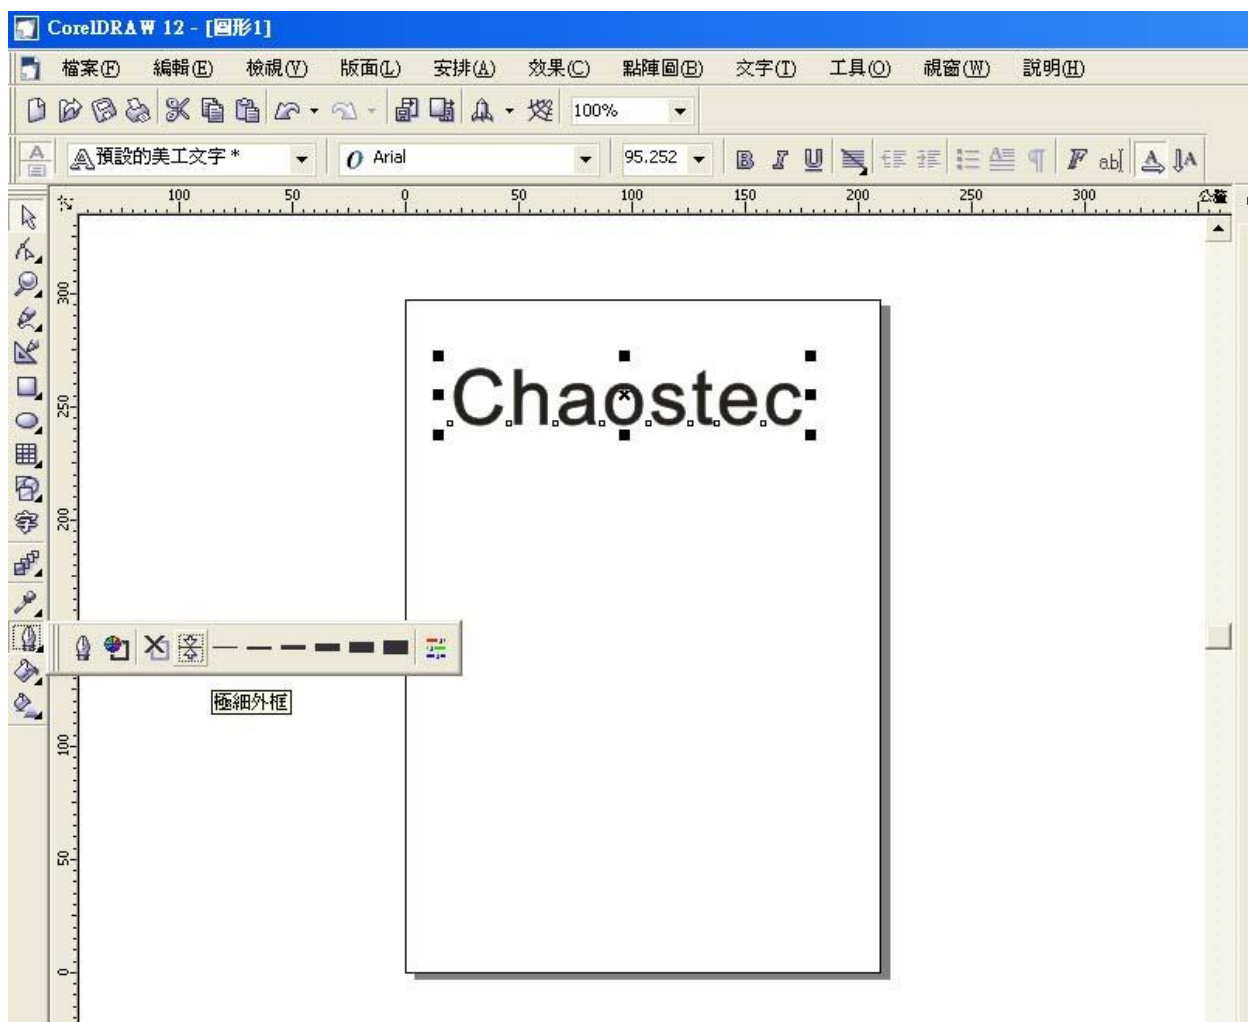 CorelDRAW 12 - [圖形1]
檔案(F) 編輯(E) 檢視(V) 版面(L) 安排(A) 效果(C) 點陣圖(B) 文字(T) 工具(O) 視窗(W) 說明(H)
100%
預設的美工文字 * Arial 95.252 B I U F ab
100 50 0 50 100 150 200 250 300 公釐
300
Chaostec
250
200
字
極細外框
100
50
0